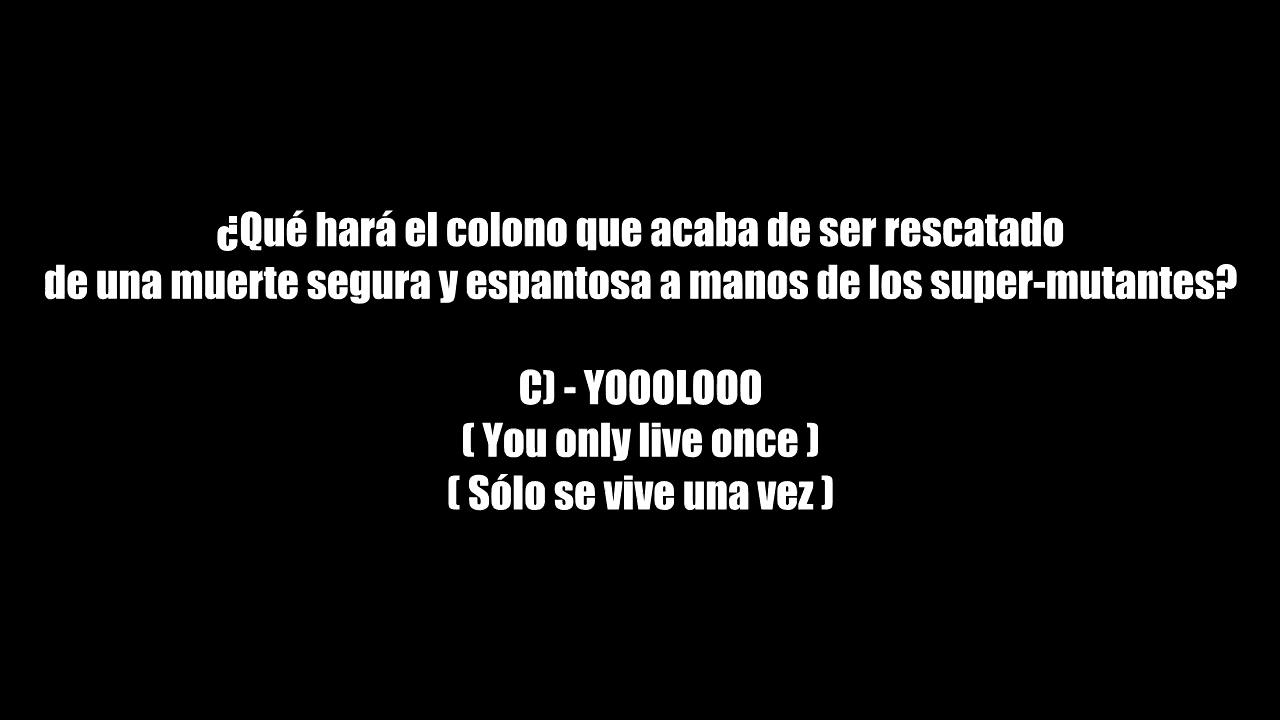 ¿Qué hará el colono que acaba de ser rescatado
de una muerte segura y espantosa a manos de los super-mutantes?
C) - YOOOLOOO
( You only live once )
( Sólo se vive una vez )